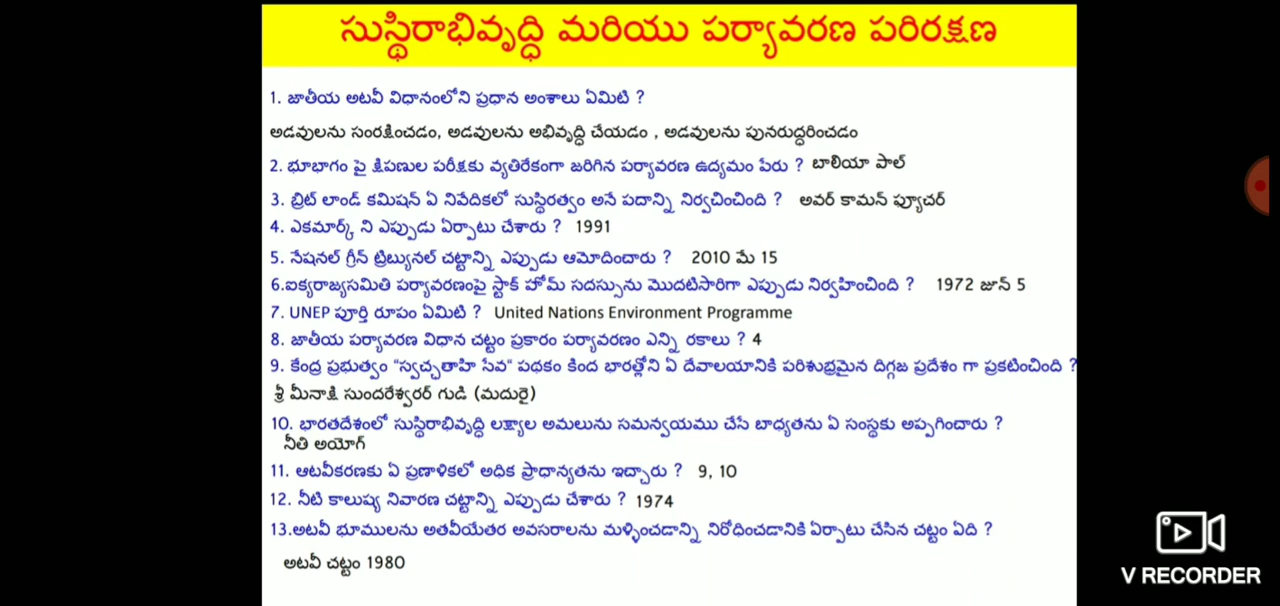 సుస్థిరాభివృద్ధి మరియు పర్యావరణ పరిరక్షణ
1. జాతీయ అటవీ విధానంలోని ప్రధాన అంశాలు ఏమిటి ?
అడవులను సంరక్షించడం, అడవులను అభివృద్ధి చేయడం , అడవులను పునరుద్ధరించడం
2. భూభాగం పై క్షిపణుల పరీక్షకు వ్యతిరేకంగా జరిగిన పర్యావరణ ఉద్యమం పేరు ? బాలియా పాల్
3. బ్రిట్ లాండ్ కమిషన్ ఏ నివేదికలో సుస్థిరత్వం అనే పదాన్ని నిర్వచించింది ? అవర్ కామన్ ఫ్యూచర్
4. ఎకమార్క్ ని ఎప్పుడు ఏర్పాటు చేశారు ? 1991
5. నేషనల్ గ్రీన్ ట్రిబ్యునల్ చట్టాన్ని ఎప్పుడు ఆమోదించారు ? 2010 మే 15
6.ఐక్యరాజ్యసమితి పర్యావరణంపై స్టాక్ హోమ్ సదస్సును మొదటిసారిగా ఎప్పుడు నిర్వహించింది ? 1972 జూన్ 5
7. UNEP పూర్తి రూపం ఏమిటి ? United Nations Environment Programme
8. జాతీయ పర్యావరణ విధాన చట్టం ప్రకారం పర్యావరణం ఎన్ని రకాలు ? 4
9. కేంద్ర ప్రభుత్వం "స్వచ్ఛతాహి సేవ" పథకం కింద భారత్లోని ఏ దేవాలయానికి పరిశుభ్రమైన దిగ్గజ ప్రదేశం గా ప్రకటించింది ?
శ్రీ మీనాక్షి సుందరేశ్వరర్ గుడి (మదురై)
10. భారతదేశంలో సుస్థిరాభివృద్ధి లక్ష్యాల అమలును సమన్వయము చేసే బాధ్యతను ఏ సంస్థకు అప్పగించారు ?
నీతి అయోగ్
11. ఆటవీకరణకు ఏ ప్రణాళికలో అధిక ప్రాధాన్యతను ఇచ్చారు ? 9, 10
12. నీటి కాలుష్య నివారణ చట్టాన్ని ఎప్పుడు చేశారు ? 1974
13.అటవీ భూములను అతవీయేతర అవసరాలను మళ్ళించడాన్ని నిరోధించడానికి ఏర్పాటు చేసిన చట్టం ఏది ?
అటవీ చట్టం 1980
V RECORDER